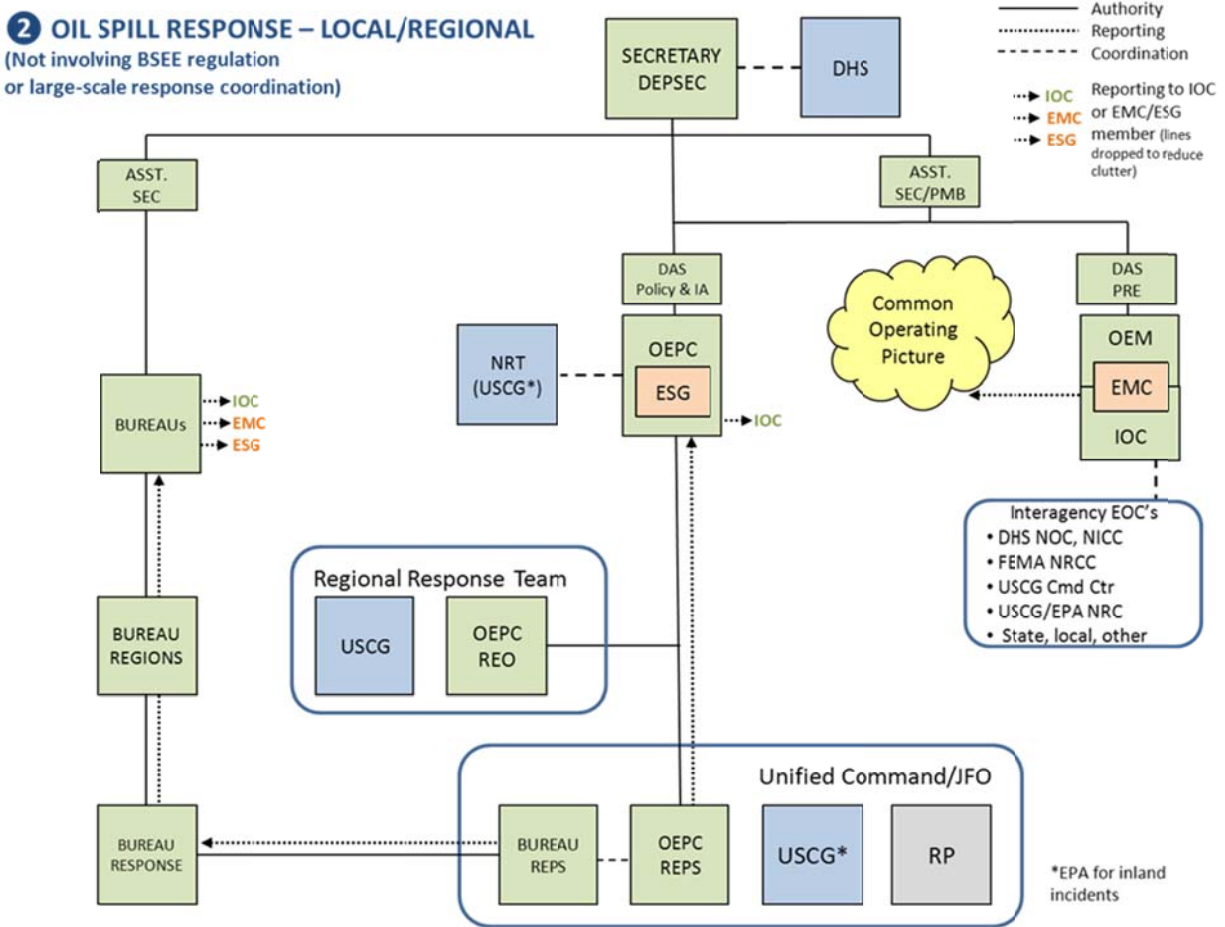 2 OIL SPILL RESPONSE – LOCAL/REGIONAL
(Not involving BSEE regulation
or large-scale response coordination)
Authority
Reporting
Coordination
IOC
EMC
ESG
Reporting to IOC
or EMC/ESG
member (lines
dropped to reduce
clutter)
SECRETARY
DEPSEC
DHS
ASST.
SEC
ASST.
SEC/PMB
DAS
Policy & IA
DAS
PRE
Common
Operating
Picture
NRT
(USCG*)
OEPC
ESG
IOC
OEM
EMC
IOC
BUREAUs
IOC
EMC
ESG
Interagency EOC's
• DHS NOC, NICC
• FEMA NRCC
• USCG Cmd Ctr
• USCG/EPA NRC
• State, local, other
Regional Response Team
USCG
OEPC
REO
BUREAU
REGIONS
Unified Command/JFO
BUREAU
RESPONSE
BUREAU
REPS
OEPC
REPS
USCG*
RP
*EPA for inland
incidents